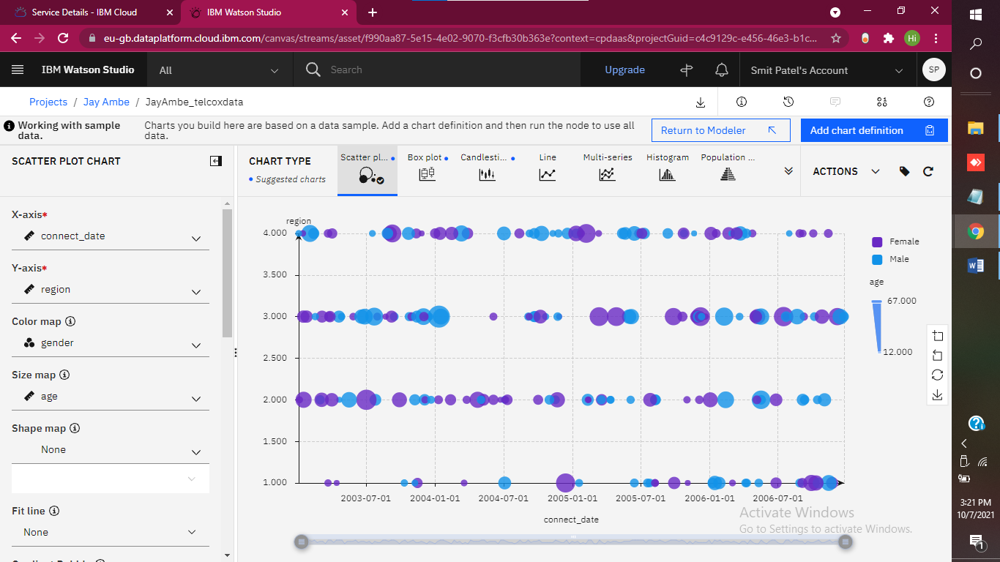 Service Details - IBM Cloud
IBM Watson Studio
eu-gb.dataplatform.cloud.ibm.com/canvas/streams/asset/f990aa87-5e15-4e02-9070-f3cfb30b363e?context=cpdaas&projectGuid=c4c9129c-e456-46e3-b1c...
Hi
IBM Watson Studio
All
Search
Upgrade
Smit Patel's Account
SP
Projects / Jay Ambe / JayAmbe_telcoxdata
Working with sample
data.
Charts you build here are based on a data sample. Add a chart definition and then run the node to use all
data.
Return to Modeler
Add chart definition
SCATTER PLOT CHART
CHART TYPE
Suggested charts
Scatter pl...
Box plot
Candlesti...
Line
Multi-series
Histogram
Population ...
ACTIONS
X-axis*
connect_date
Y-axis*
region
Color map
gender
Size map
age
Shape map
None
Fit line
None
region
4.000
3.500
3.000
2.500
2.000
1.500
1.000
2003-07-01
2004-01-01
2004-07-01
2005-01-01
2005-07-01
2006-01-01
2006-07-01
connect_date
Female
Male
age
67.000
12.000
Activate Windows
Go to Settings to activate Windows.
3:21 PM
10/7/2021
1